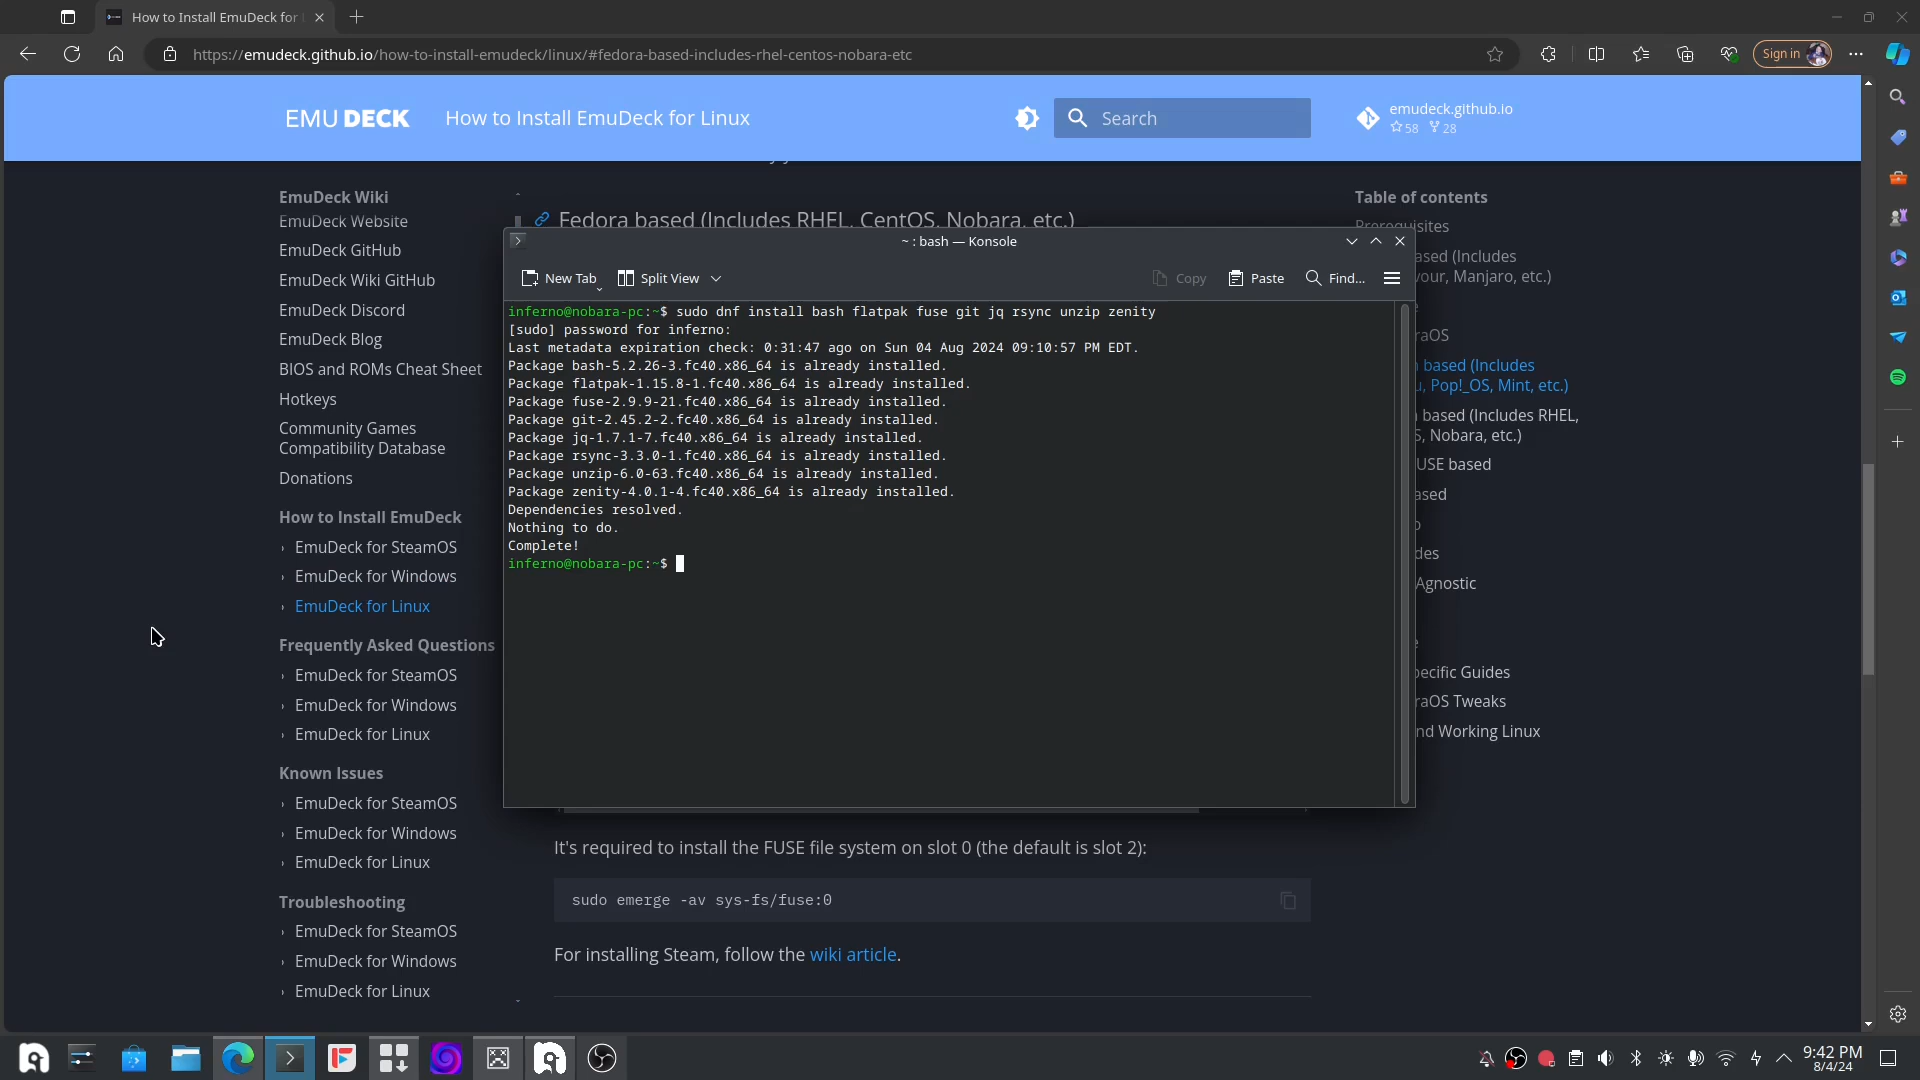 How to Install EmuDeck for
https://emudeck.github.io/how-to-install-emudeck/linux/#fedora-based-includes-rhel-centos-nobara-etc
Sign in
EMU DECK
How to Install EmuDeck for Linux
Search
emudeck.github.io
58 28
EmuDeck Wiki
EmuDeck Website
EmuDeck GitHub
EmuDeck Wiki GitHub
EmuDeck Discord
EmuDeck Blog
BIOS and ROMs Cheat Sheet
Hotkeys
Community Games
Compatibility Database
Donations
How to Install EmuDeck
EmuDeck for SteamOS
EmuDeck for Windows
EmuDeck for Linux
Frequently Asked Questions
EmuDeck for SteamOS
EmuDeck for Windows
EmuDeck for Linux
Known Issues
EmuDeck for SteamOS
EmuDeck for Windows
EmuDeck for Linux
Troubleshooting
EmuDeck for SteamOS
EmuDeck for Windows
EmuDeck for Linux
Fedora based (Includes RHEL, CentOS, Nobara, etc.)
~ : bash — Konsole
New Tab
Split View
Copy
Paste
Find...
inferno@nobara-pc:~$ sudo dnf install bash flatpak fuse git jq rsync unzip zenity
[sudo] password for inferno:
Last metadata expiration check: 0:31:47 ago on Sun 04 Aug 2024 09:10:57 PM EDT.
Package bash-5.2.26-3.fc40.x86_64 is already installed.
Package flatpak-1.15.8-1.fc40.x86_64 is already installed.
Package fuse-2.9.9-21.fc40.x86_64 is already installed.
Package git-2.45.2-2.fc40.x86_64 is already installed.
Package jq-1.7.1-7.fc40.x86_64 is already installed.
Package rsync-3.3.0-1.fc40.x86_64 is already installed.
Package unzip-6.0-63.fc40.x86_64 is already installed.
Package zenity-4.0.1-4.fc40.x86_64 is already installed.
Dependencies resolved.
Nothing to do.
Complete!
inferno@nobara-pc:~$
It's required to install the FUSE file system on slot 0 (the default is slot 2):
sudo emerge -av sys-fs/fuse:0
For installing Steam, follow the wiki article.
Table of contents
Prerequisites
ased (Includes
vour, Manjaro, etc.)
e
raOS
n based (Includes
u, Pop!_OS, Mint, etc.)
based (Includes RHEL,
S, Nobara, etc.)
USE based
ased
o
des
Agnostic
e
pecific Guides
raOS Tweaks
nd Working Linux
9:42 PM
8/4/24